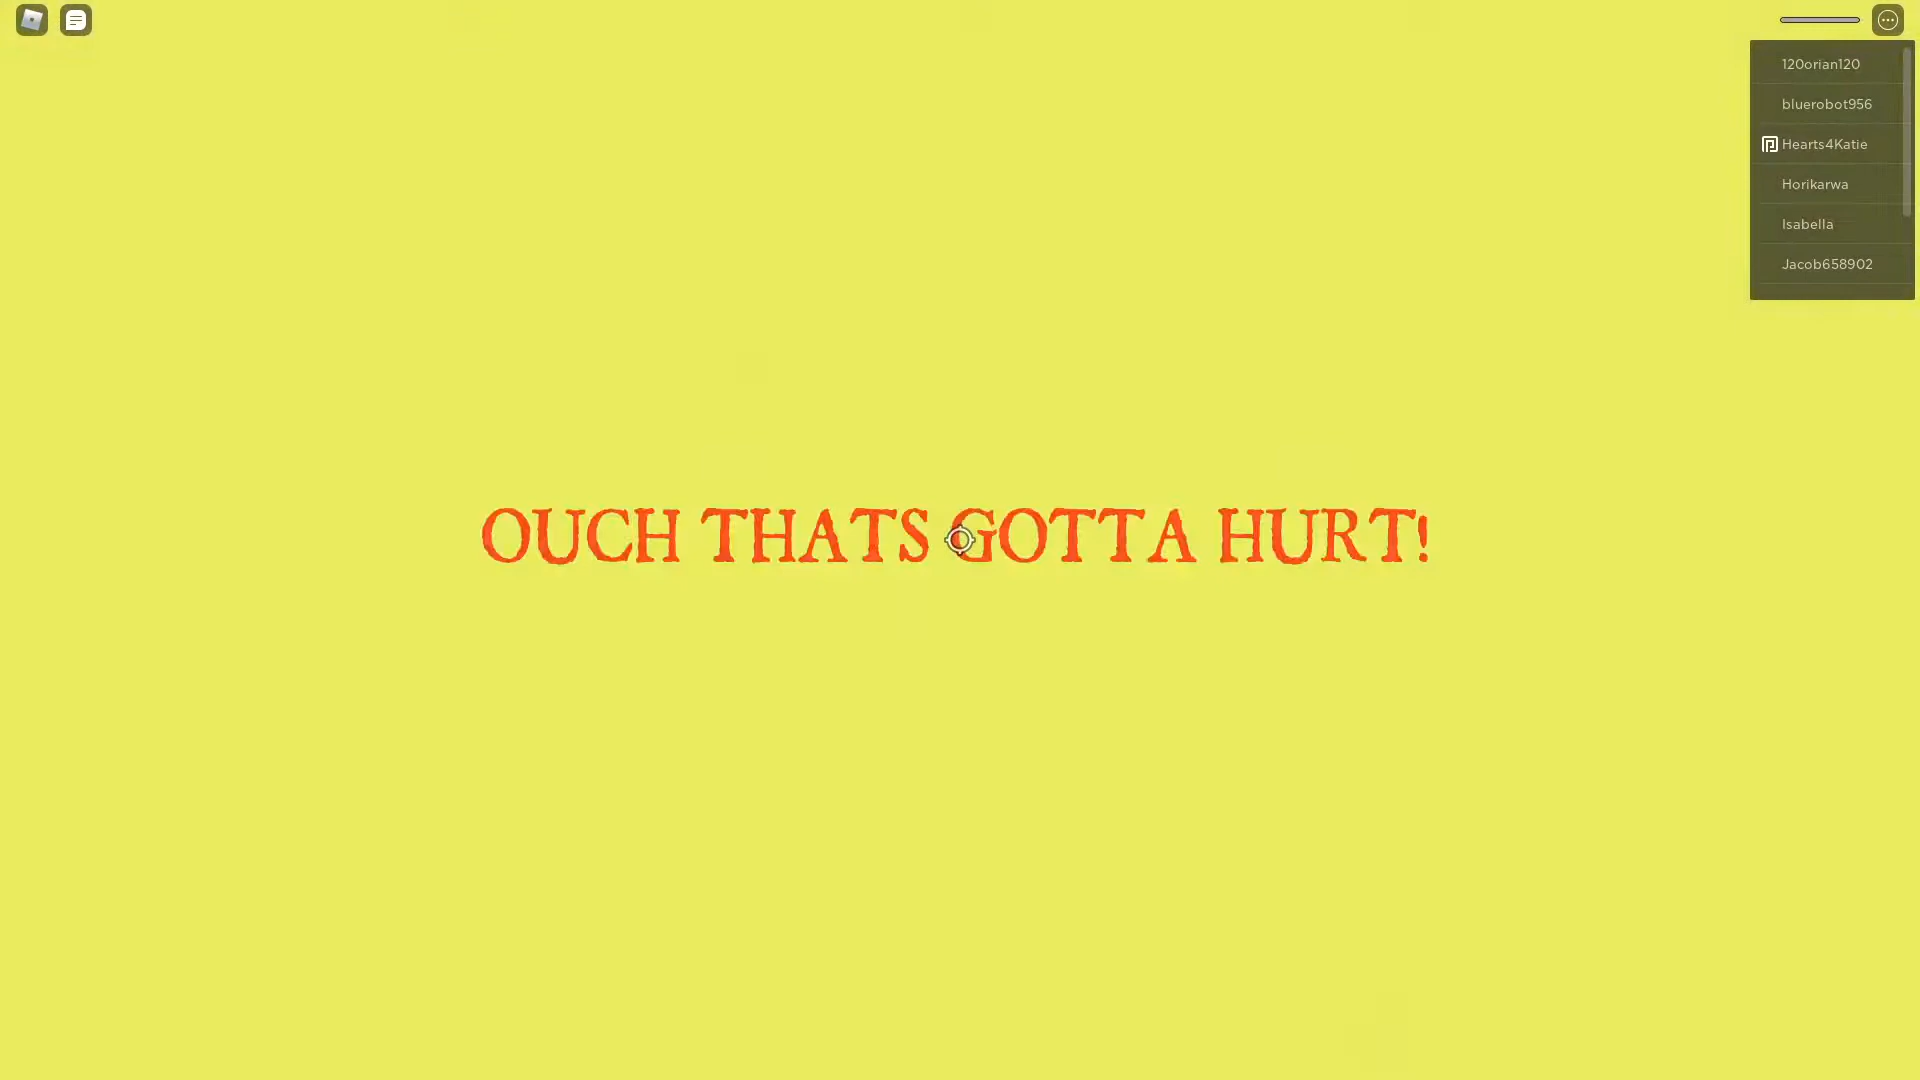 120orian120
bluerobot956
Hearts4Katie
Horikarwa
Isabella
Jacob658902
OUCH THATS GOTTA HURT!